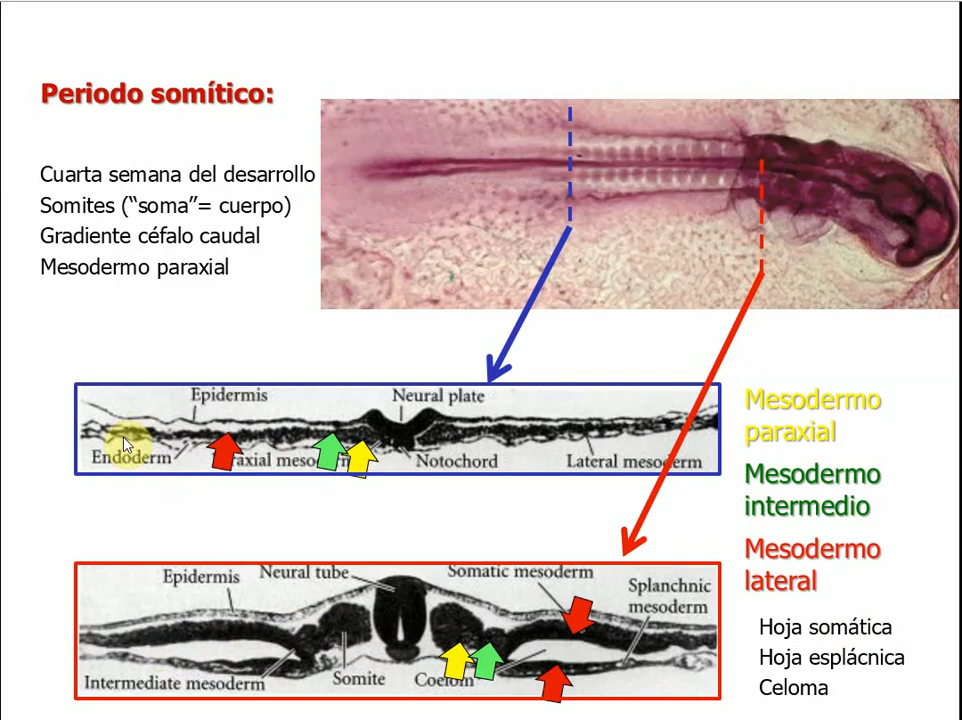 Periodo somítico:
Cuarta semana del desarrollo
Somites (“soma”= cuerpo)
Gradiente céfalo caudal
Mesodermo paraxial
Epidermis
Neural plate
Endoderm
Notochord
Lateral mesoderm
Mesodermo
paraxial
Mesodermo
intermedio
Mesodermo
lateral
Epidermis
Neural tube
Somatic mesoderm
Splanchnic
mesoderm
Intermediate mesoderm
Somite
Coelom
Hoja somática
Hoja esplácnica
Celoma